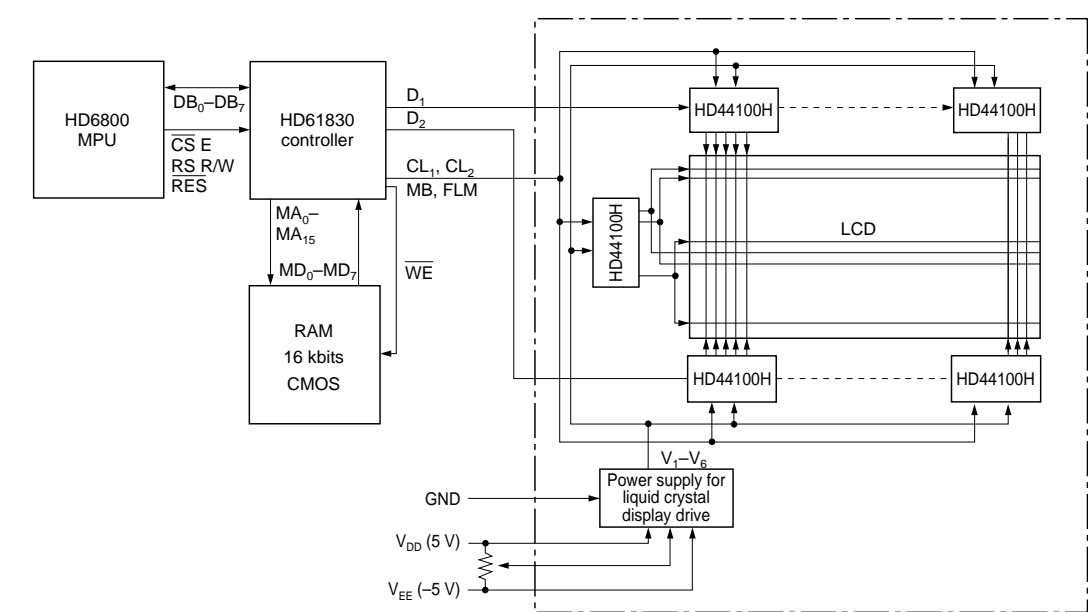 HD6800
MPU
DB0–DB7
CS E
RS R/W
RES
HD61830
controller
D1
D2
CL1, CL2
MB, FLM
MA0–
MA15
MD0–MD7
WE
RAM
16 kbits
CMOS
HD44100H
HD44100H
HD44100H
LCD
HD44100H
HD44100H
V1–V6
Power supply for
liquid crystal
display drive
GND
VDD (5 V)
VEE (–5 V)